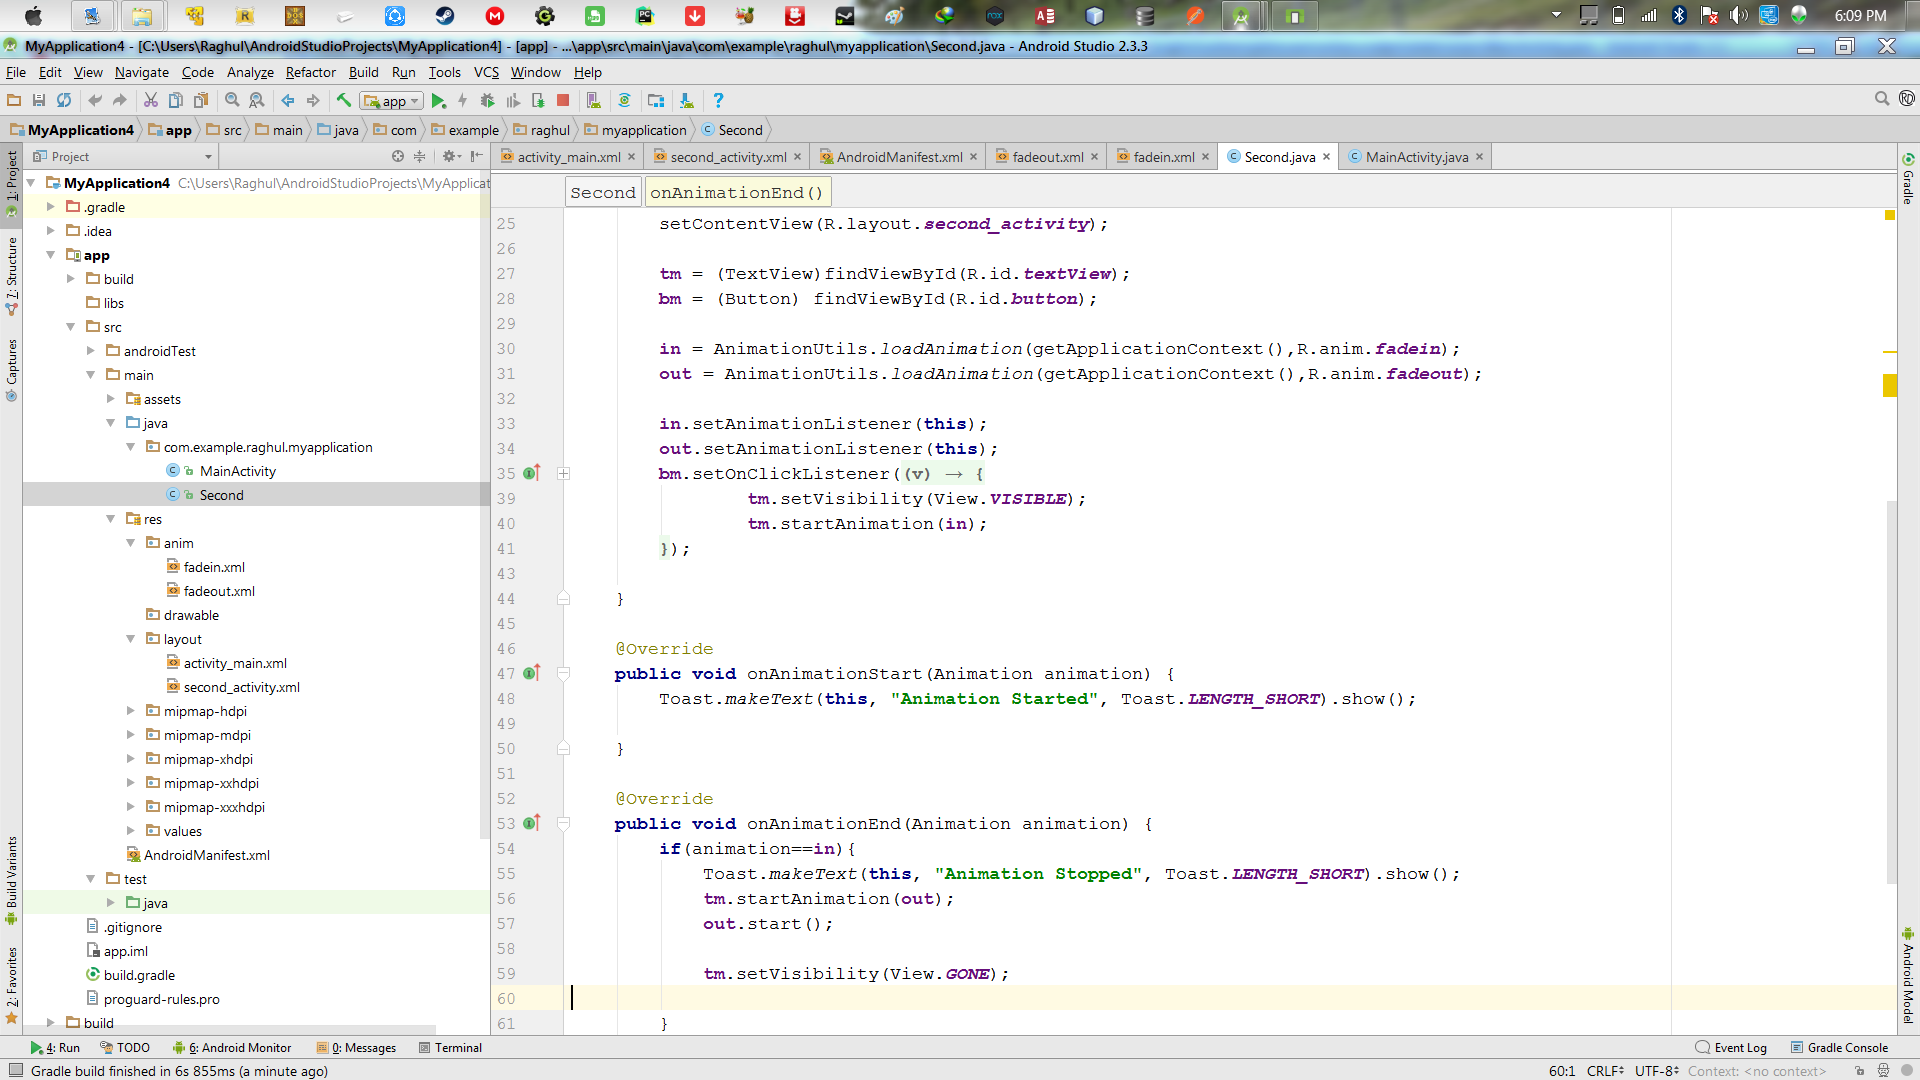 6:09 PM
MyApplication4 - [C:\Users\Raghul\AndroidStudioProjects\MyApplication4] - [app] - ...\app\src\main\java\com\example\raghul\myapplication\Second.java - Android Studio 2.3.3
File Edit View Navigate Code Analyze Refactor Build Run Tools VCS Window Help
app
MyApplication4 app src main java com example raghul myapplication Second
Project
activity_main.xml second_activity.xml AndroidManifest.xml fadeout.xml fadein.xml Second.java MainActivity.java
1: Project
7: Structure
Captures
Build Variants
2: Favorites
MyApplication4 C:\Users\Raghul\AndroidStudioProjects\MyApplicat
.gradle
.idea
app
build
libs
src
androidTest
main
assets
java
com.example.raghul.myapplication
MainActivity
Second
res
anim
fadein.xml
fadeout.xml
drawable
layout
activity_main.xml
second_activity.xml
mipmap-hdpi
mipmap-mdpi
mipmap-xhdpi
mipmap-xxhdpi
mipmap-xxxhdpi
values
AndroidManifest.xml
test
java
.gitignore
app.iml
build.gradle
proguard-rules.pro
build
Second onAnimationEnd()
25 setContentView(R.layout.second_activity);
26
27 tm = (TextView)findViewById(R.id.textView);
28 bm = (Button) findViewById(R.id.button);
29
30 in = AnimationUtils.loadAnimation(getApplicationContext(),R.anim.fadein);
31 out = AnimationUtils.loadAnimation(getApplicationContext(),R.anim.fadeout);
32
33 in.setAnimationListener(this);
34 out.setAnimationListener(this);
35 bm.setOnClickListener((v) → {
39 tm.setVisibility(View.VISIBLE);
40 tm.startAnimation(in);
41 });
43
44 }
45
46 @Override
47 public void onAnimationStart(Animation animation) {
48 Toast.makeText(this, "Animation Started", Toast.LENGTH_SHORT).show();
49
50 }
51
52 @Override
53 public void onAnimationEnd(Animation animation) {
54 if(animation==in){
55 Toast.makeText(this, "Animation Stopped", Toast.LENGTH_SHORT).show();
56 tm.startAnimation(out);
57 out.start();
58
59 tm.setVisibility(View.GONE);
60
61 }
Gradle
Android Model
4: Run TODO 6: Android Monitor 0: Messages Terminal Event Log Gradle Console
Gradle build finished in 6s 855ms (a minute ago) 60:1 CRLF UTF-8 Context: <no context>